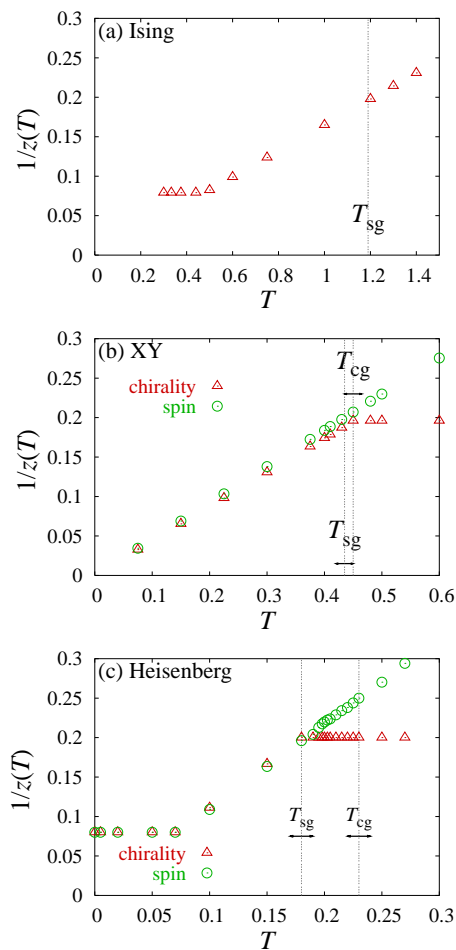 (a) Ising
0.3
0.25
0.2
0.15
0.1
0.05
0
1/z(T)
T_sg
0 0.2 0.4 0.6 0.8 1 1.2 1.4
T
(b) XY
chirality
spin
0.3
0.25
0.2
0.15
0.1
0.05
0
1/z(T)
T_cg
T_sg
0 0.1 0.2 0.3 0.4 0.5 0.6
T
(c) Heisenberg
0.3
0.25
0.2
0.15
0.1
0.05
0
1/z(T)
T_sg T_cg
chirality
spin
0 0.05 0.1 0.15 0.2 0.25 0.3
T